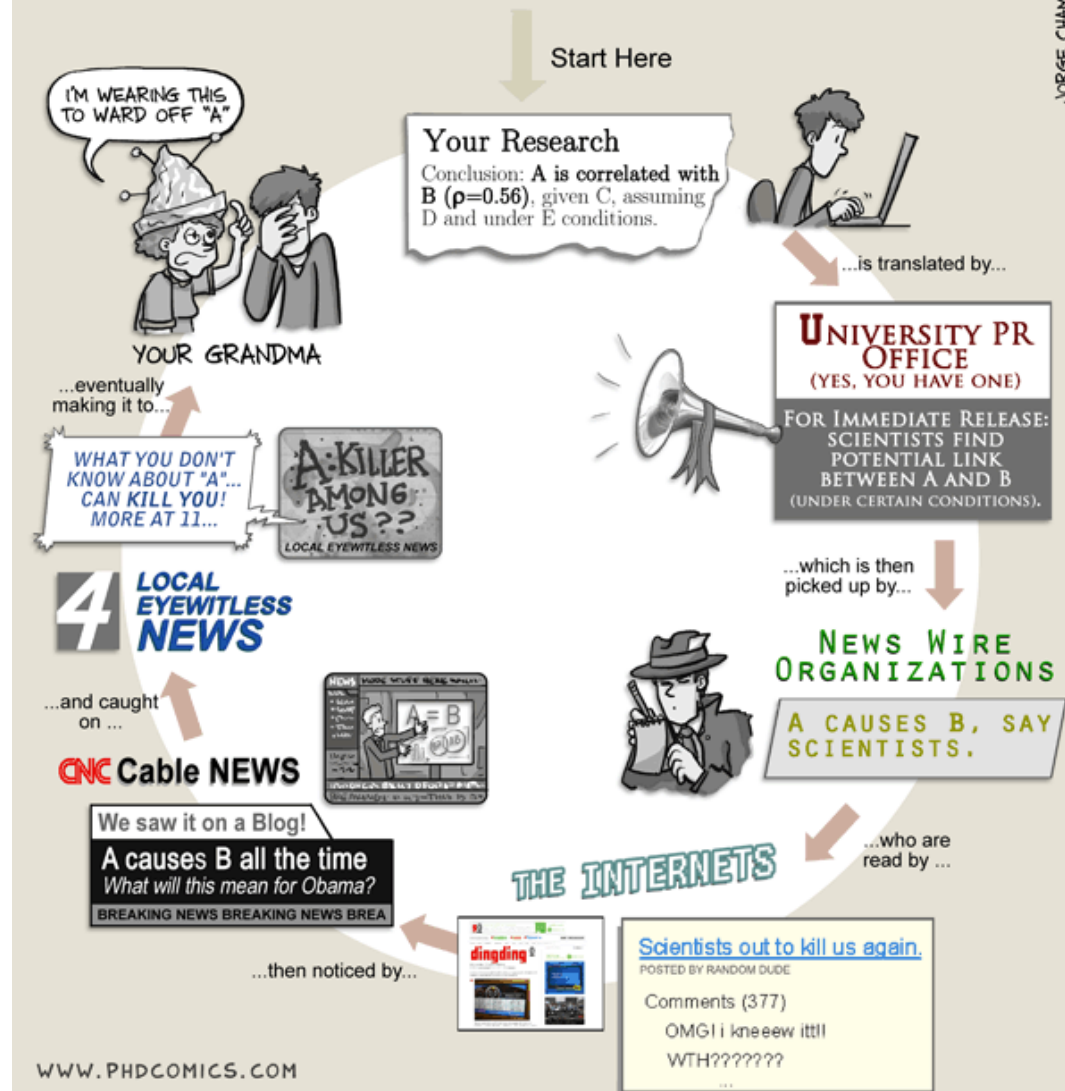 Start Here
JORGE CHAM
I'M WEARING THIS
TO WARD OFF "A"
Your Research
Conclusion: A is correlated with
B (ρ=0.56), given C, assuming
D and under E conditions.
...is translated by...
UNIVERSITY PR
OFFICE
(YES, YOU HAVE ONE)
FOR IMMEDIATE RELEASE:
SCIENTISTS FIND
POTENTIAL LINK
BETWEEN A AND B
(UNDER CERTAIN CONDITIONS).
...which is then
picked up by...
NEWS WIRE
ORGANIZATIONS
A CAUSES B, SAY
SCIENTISTS.
...who are
read by ...
THE INTERNETS
Scientists out to kill us again.
POSTED BY RANDOM DUDE
Comments (377)
OMG! i kneeew itt!!
WTH???????
...
dingding
...then noticed by...
CNC Cable NEWS
We saw it on a Blog!
A causes B all the time
What will this mean for Obama?
BREAKING NEWS BREAKING NEWS BREA
NEWS
A = B
...and caught
on ...
4 LOCAL
EYEWITLESS
NEWS
WHAT YOU DON'T
KNOW ABOUT "A"...
CAN KILL YOU!
MORE AT 11...
A: KILLER
AMONG
US??
LOCAL EYEWITLESS NEWS
...eventually
making it to...
YOUR GRANDMA
WWW.PHDCOMICS.COM